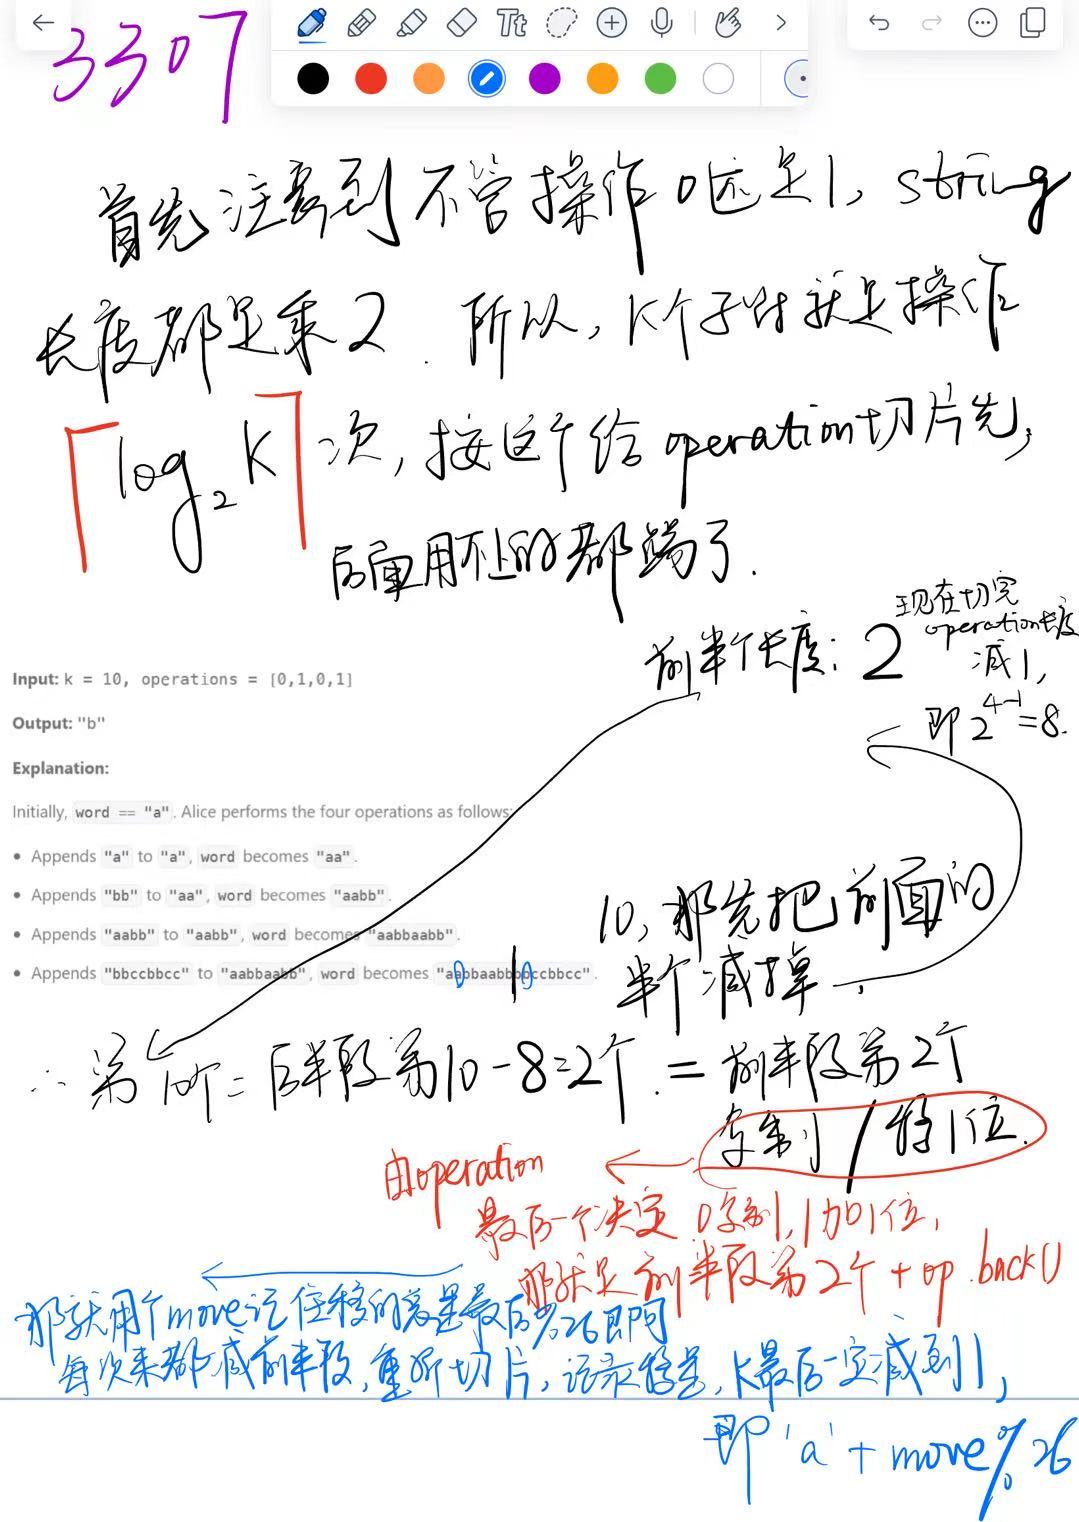 3307
Tt
首先注意到不管操作0还是1, string
长度都是乘2. 所以, K个字母就是操作
⌈log₂K⌉次, 按这个给operation切片先,
后面用不上的都踢了.
前半个长度: 2^现在切完operation长度减1,
即 2^4-1 = 8.
Input: k = 10, operations = [0,1,0,1]
Output: "b"
Explanation:
Initially, word == "a". Alice performs the four operations as follows:
• Appends "a" to "a", word becomes "aa".
• Appends "bb" to "aa", word becomes "aabb".
• Appends "aabb" to "aabb", word becomes "aabbaabb".
• Appends "bbccbbcc" to "aabbaabb", word becomes "aabbaabbbbccbbcc".
10, 那先把前面的
半个减掉.
∴ 第10个 = 后半段第10-8=2个. = 前半段第2个
复制 / 移1位.
由operation
最后一个决定 0复制, 1加1位,
那就是前半段第2个 + op.back()
那就用个move记住移的总量最后%26即可
每次来都减前半段, 重新切片, 记录移量, K最后一定减到1,
即 'a' + move % 26